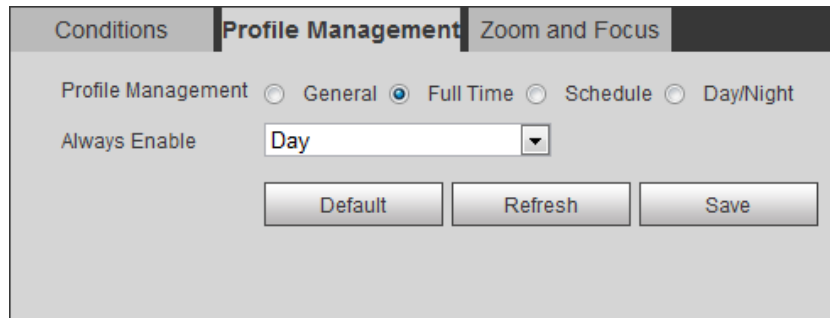 Conditions Profile Management Zoom and Focus
Profile Management General Full Time Schedule Day/Night
Always Enable Day
Default Refresh Save